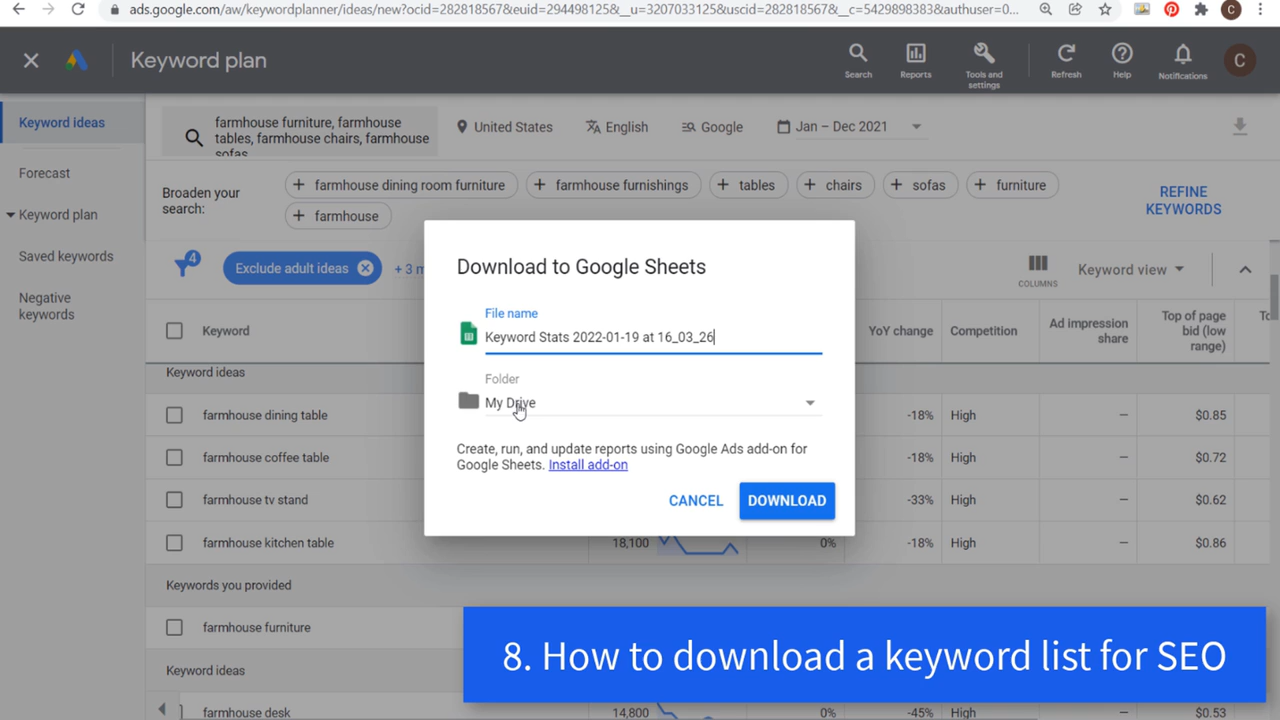 ads.google.com/aw/keywordplanner/ideas/new?ocid=282818567&euid=294498125&__u=3207033125&uscid=282818567&__c=5429898383&authuser=0...
C
Keyword plan
Search
Reports
Tools and
settings
Refresh
Help
Notifications
C
Keyword ideas
Forecast
Keyword plan
Saved keywords
Negative
keywords
farmhouse furniture, farmhouse
tables, farmhouse chairs, farmhouse
sofas
United States
English
Google
Jan – Dec 2021
Broaden your
search:
+ farmhouse dining room furniture
+ farmhouse furnishings
+ tables
+ chairs
+ sofas
+ furniture
+ farmhouse
REFINE
KEYWORDS
4
Exclude adult ideas
+ 3 m
COLUMNS
Keyword view
Keyword
YoY change
Competition
Ad impression
share
Top of page
bid (low
range)
To
Keyword ideas
farmhouse dining table -18% High — $0.85
farmhouse coffee table -18% High — $0.72
farmhouse tv stand -33% High — $0.62
farmhouse kitchen table 18,100 0% -18% High — $0.86
Keywords you provided
farmhouse furniture
Keyword ideas
farmhouse desk 14,800 0% -45% High — $0.53
Download to Google Sheets
File name
Keyword Stats 2022-01-19 at 16_03_26
Folder
My Drive
Create, run, and update reports using Google Ads add-on for
Google Sheets. Install add-on
CANCEL
DOWNLOAD
8. How to download a keyword list for SEO